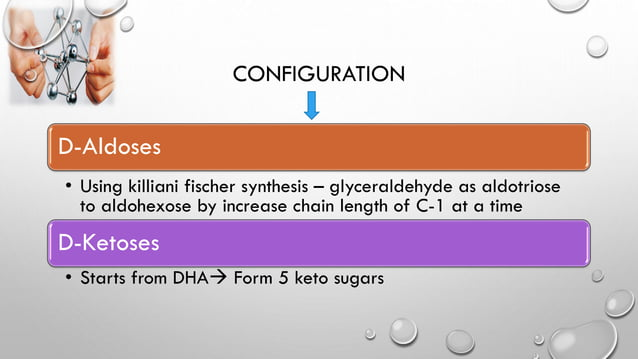 CONFIGURATION
D-Aldoses
• Using killiani fischer synthesis – glyceraldehyde as aldotriose
to aldohexose by increase chain length of C-1 at a time
D-Ketoses
• Starts from DHA→ Form 5 keto sugars